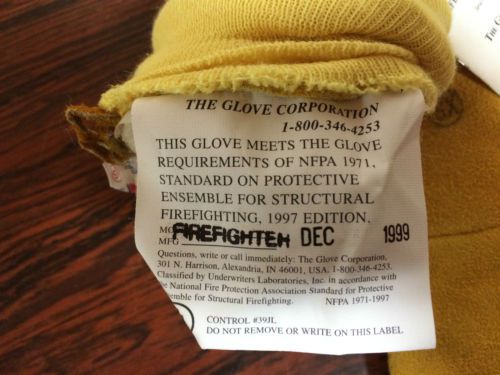 THE GLOVE CORPORATION
1-800-346-4253
THIS GLOVE MEETS THE GLOVE
REQUIREMENTS OF NFPA 1971,
STANDARD ON PROTECTIVE
ENSEMBLE FOR STRUCTURAL
FIREFIGHTING, 1997 EDITION.
FIREFIGHTER DEC 1999
MFG
Questions, write or call immediately: The Glove Corporation,
301 N. Harrison, Alexandria, IN 46001, USA. 1-800-346-4253.
Classified by Underwriters Laboratories, Inc. in accordance with
the National Fire Protection Association Standard for Protective
Ensemble for Structural Firefighting. NFPA 1971-1997
CONTROL #39JL
DO NOT REMOVE OR WRITE ON THIS LABEL